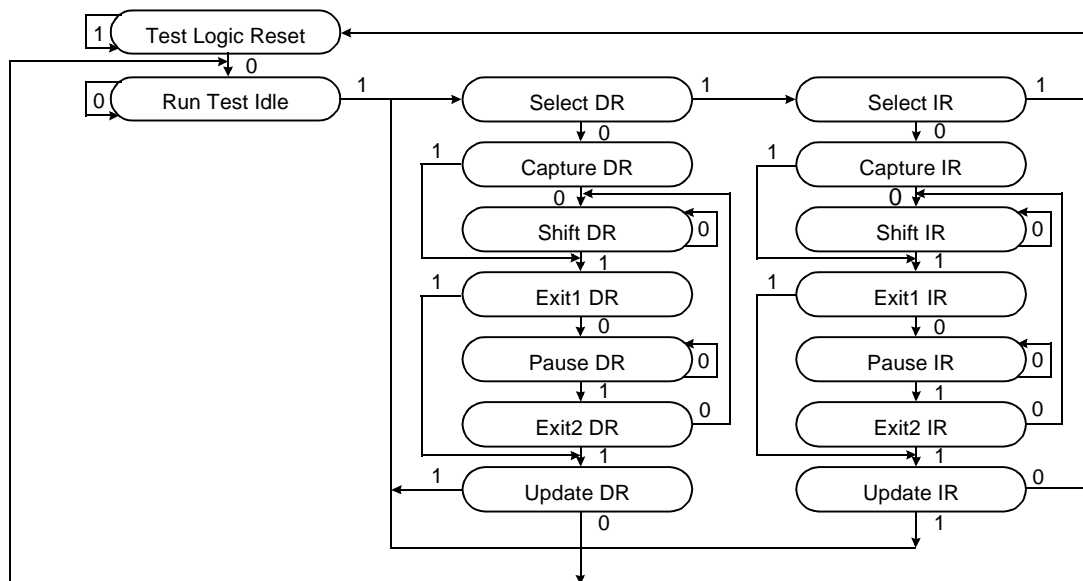 1 Test Logic Reset
0
0 Run Test Idle 1 Select DR 1 Select IR 1
0 0
1 Capture DR 1 Capture IR
0 0
Shift DR 0 Shift IR 0
1 1
1 Exit1 DR 1 Exit1 IR
0 0
Pause DR 0 Pause IR 0
1 1
Exit2 DR 0 Exit2 IR 0
1 1
1 Update DR Update IR 0
0 1